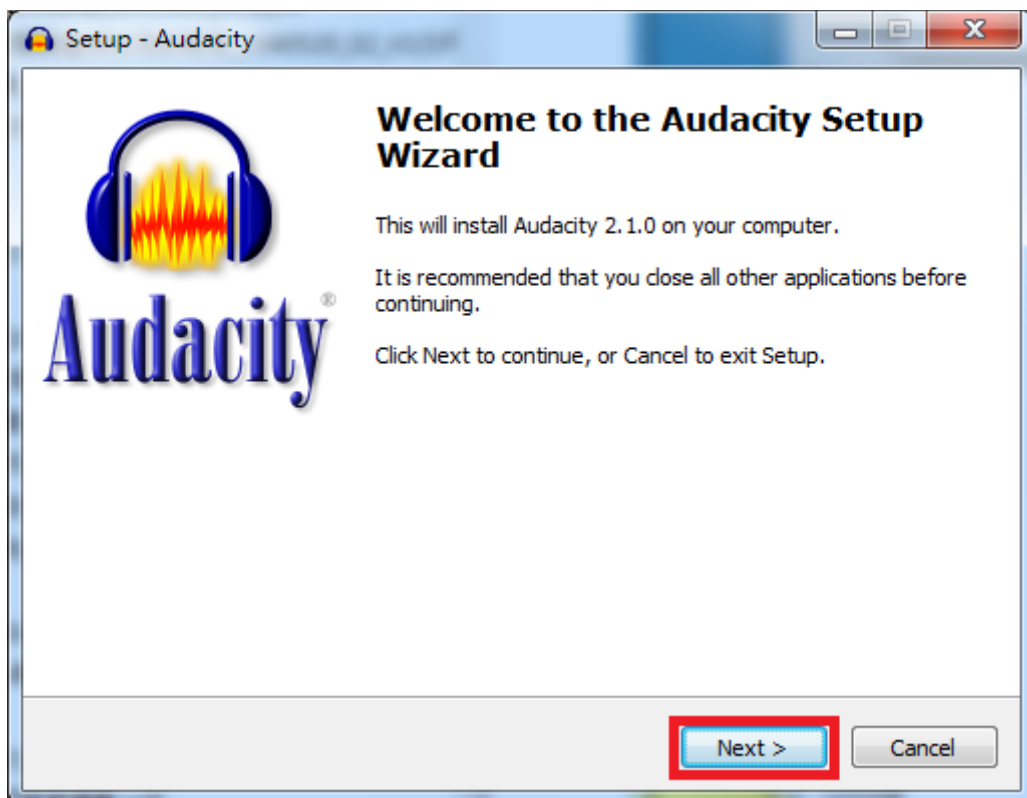 Setup - Audacity
Welcome to the Audacity Setup
Wizard
This will install Audacity 2.1.0 on your computer.
It is recommended that you close all other applications before
continuing.
Click Next to continue, or Cancel to exit Setup.
Audacity®
Next >
Cancel